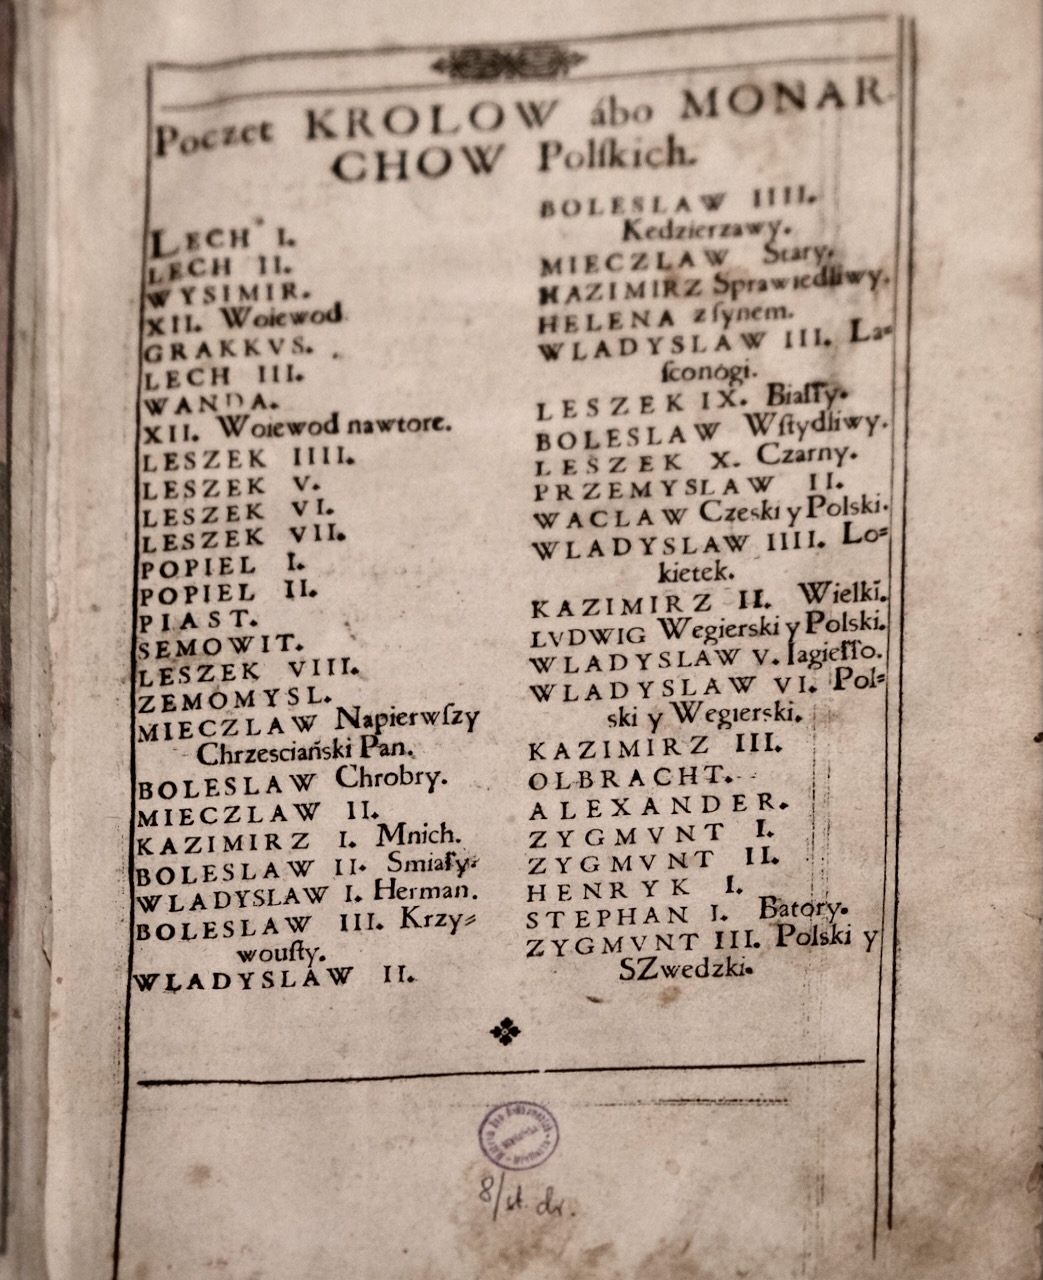 Poczet KROLOW ábo MONAR
CHOW Polſkich.
LECH I.
LECH II.
WYSIMIR.
XII. Woiewod
GRAKKVS.
LECH III.
WANDA.
XII. Woiewod nawtore.
LESZEK IIII.
LESZEK V.
LESZEK VI.
LESZEK VII.
POPIEL I.
POPIEL II.
PIAST.
SEMOWIT.
LESZEK VIII.
ZEMOMYSL.
MIECZLAW Napierwſzy
Chrzesciański Pan.
BOLESLAW Chrobry.
MIECZLAW II.
KAZIMIRZ I. Mnich.
BOLESLAW II. Smiały.
WLADYSLAW I. Herman.
BOLESLAW III. Krzy⸗
wouſty.
WLADYSLAW II.
BOLESLAW IIII.
Kedzierzawy.
MIECZLAW Stary.
KAZIMIRZ Sprawiedliwy.
HELENA z ſynem.
WLADYSLAW III. La⸗
ſconogi.
LESZEK IX. Biały.
BOLESLAW Wſtydliwy.
LESZEK X. Czarny.
PRZEMYSLAW II.
WACLAW Czeski y Polski.
WLADYSLAW IIII. Lo⸗
kietek.
KAZIMIRZ II. Wielki.
LVDWIG Wegierski y Polski.
WLADYSLAW V. Iagiełło.
WLADYSLAW VI. Pol⸗
ski y Wegierski.
KAZIMIRZ III.
OLBRACHT.
ALEXANDER.
ZYGMVNT I.
ZYGMVNT II.
HENRYK I.
STEPHAN I. Batory.
ZYGMVNT III. Polski y
SZwedzki.
8/st. dr.